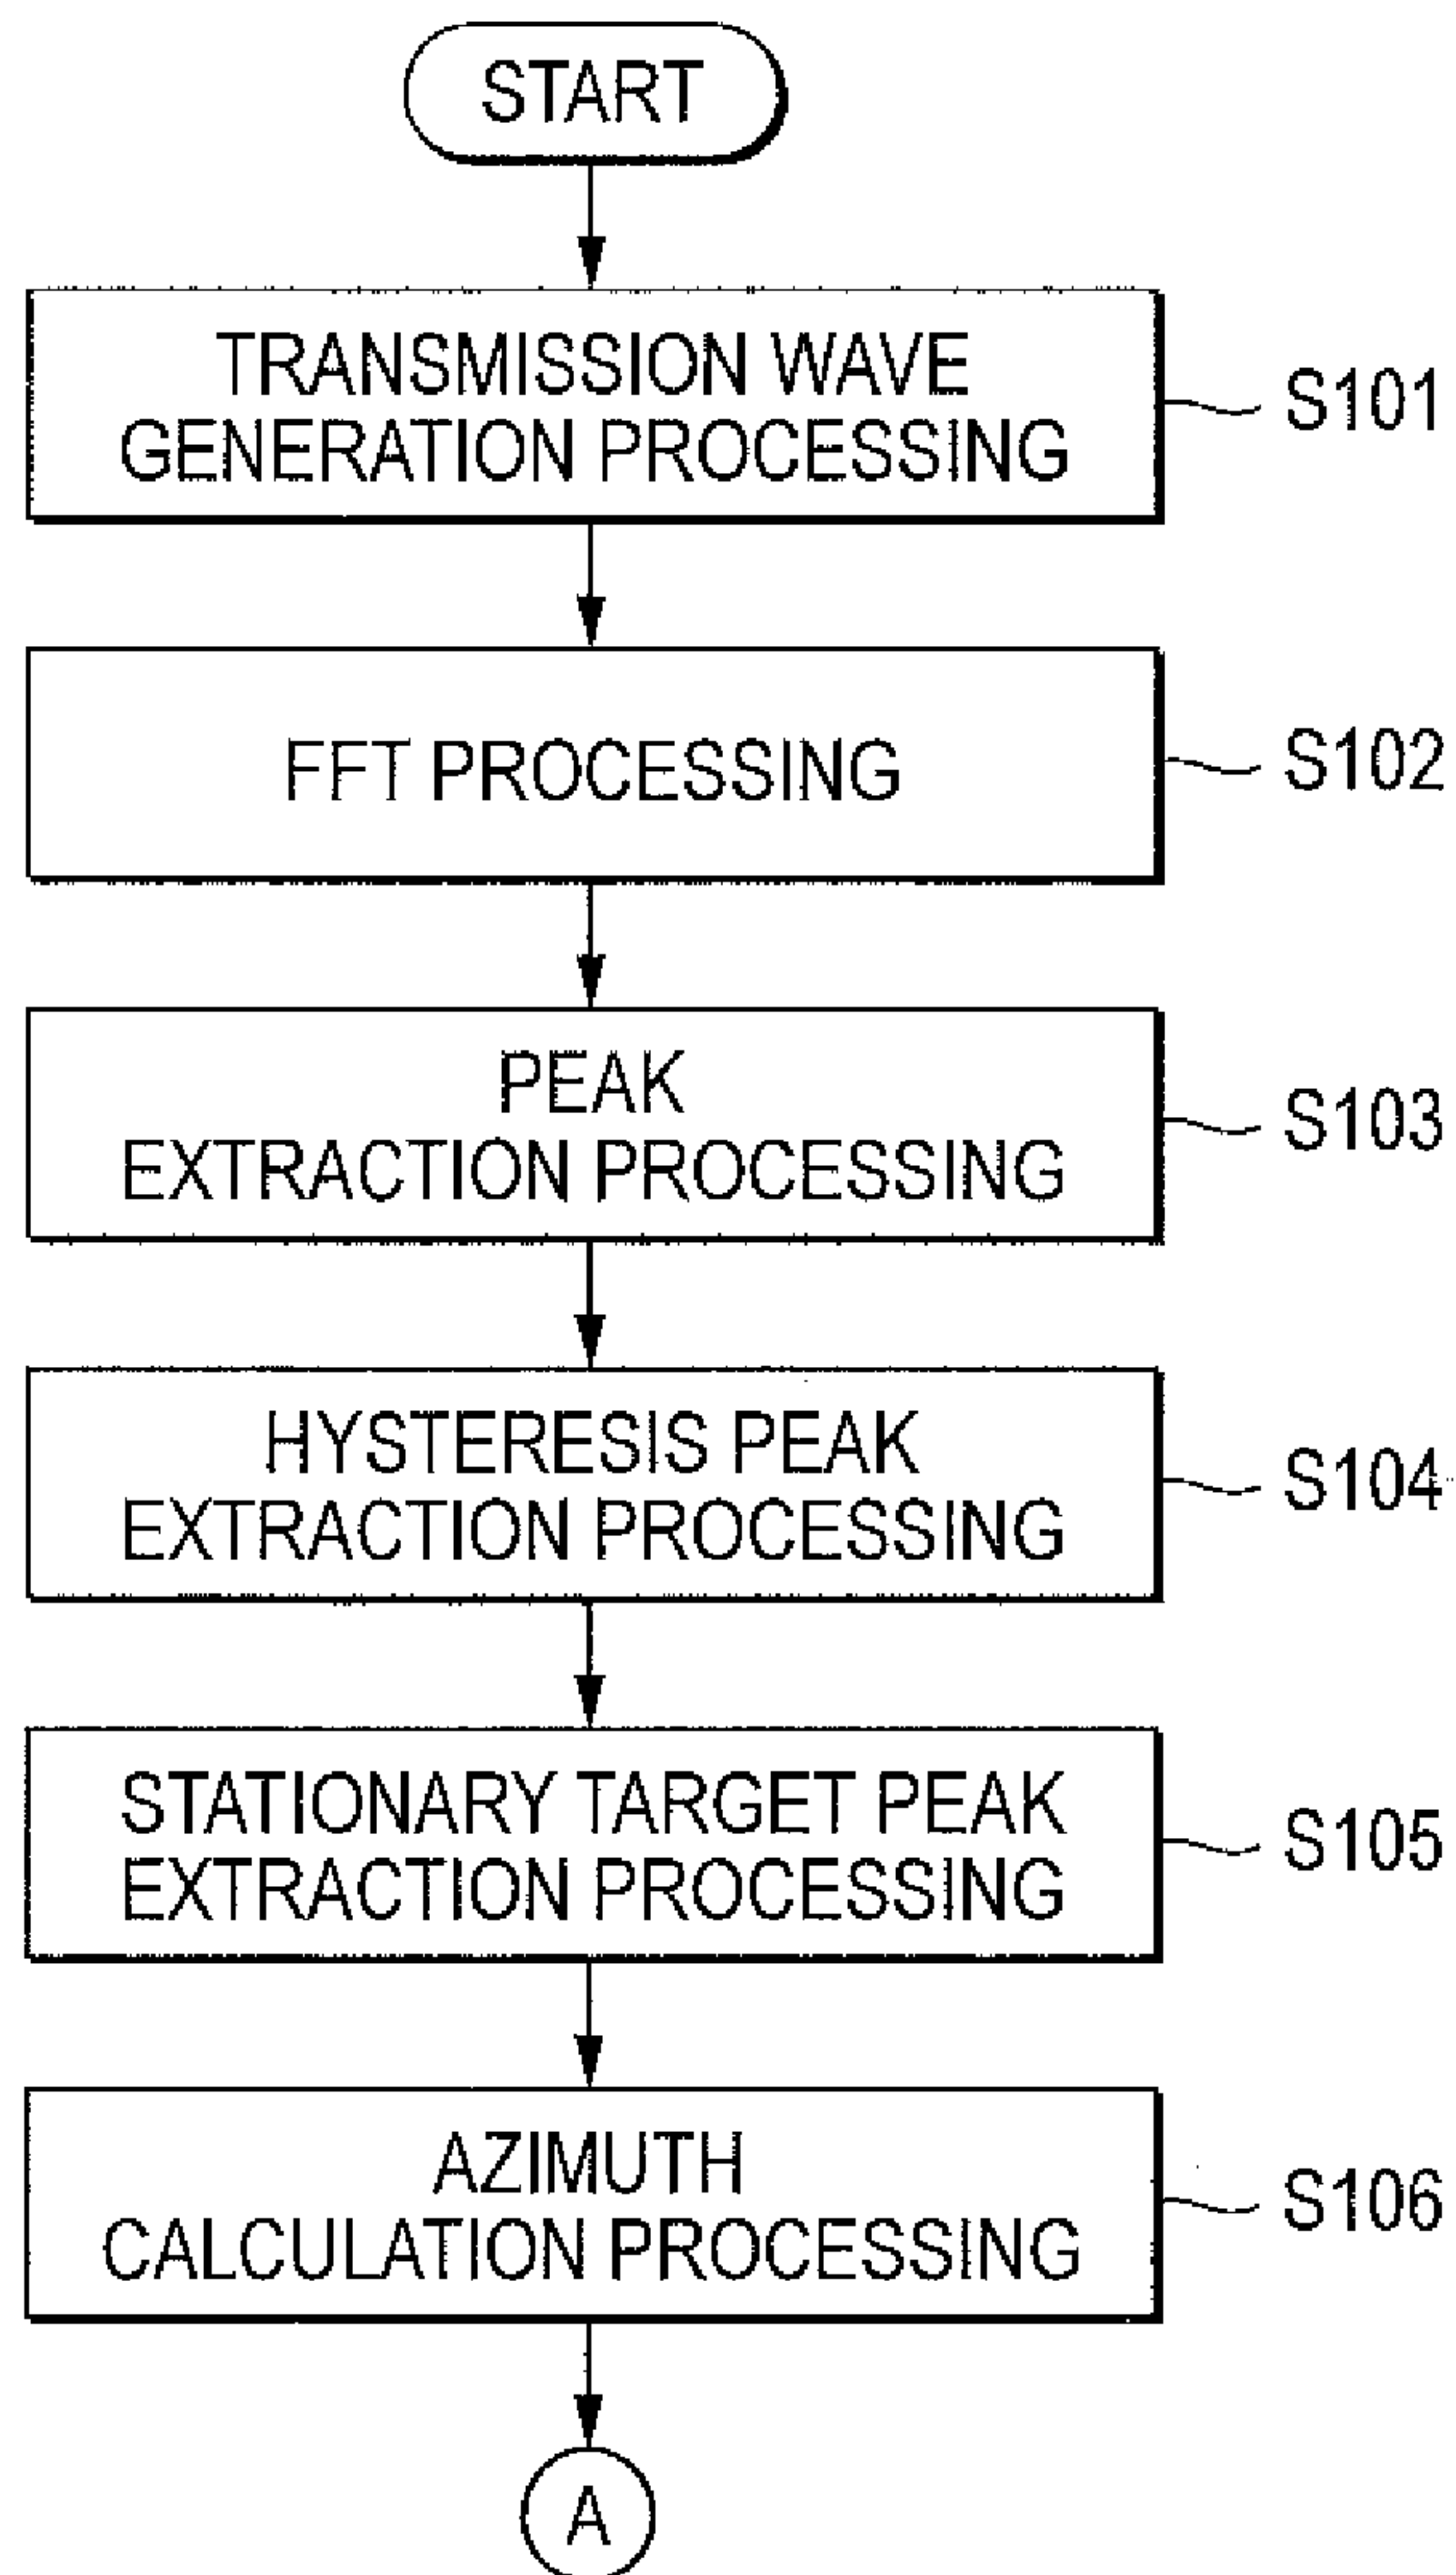 START
TRANSMISSION WAVE
GENERATION PROCESSING
S101
FFT PROCESSING
S102
PEAK
EXTRACTION PROCESSING
S103
HYSTERESIS PEAK
EXTRACTION PROCESSING
S104
STATIONARY TARGET PEAK
EXTRACTION PROCESSING
S105
AZIMUTH
CALCULATION PROCESSING
S106
A